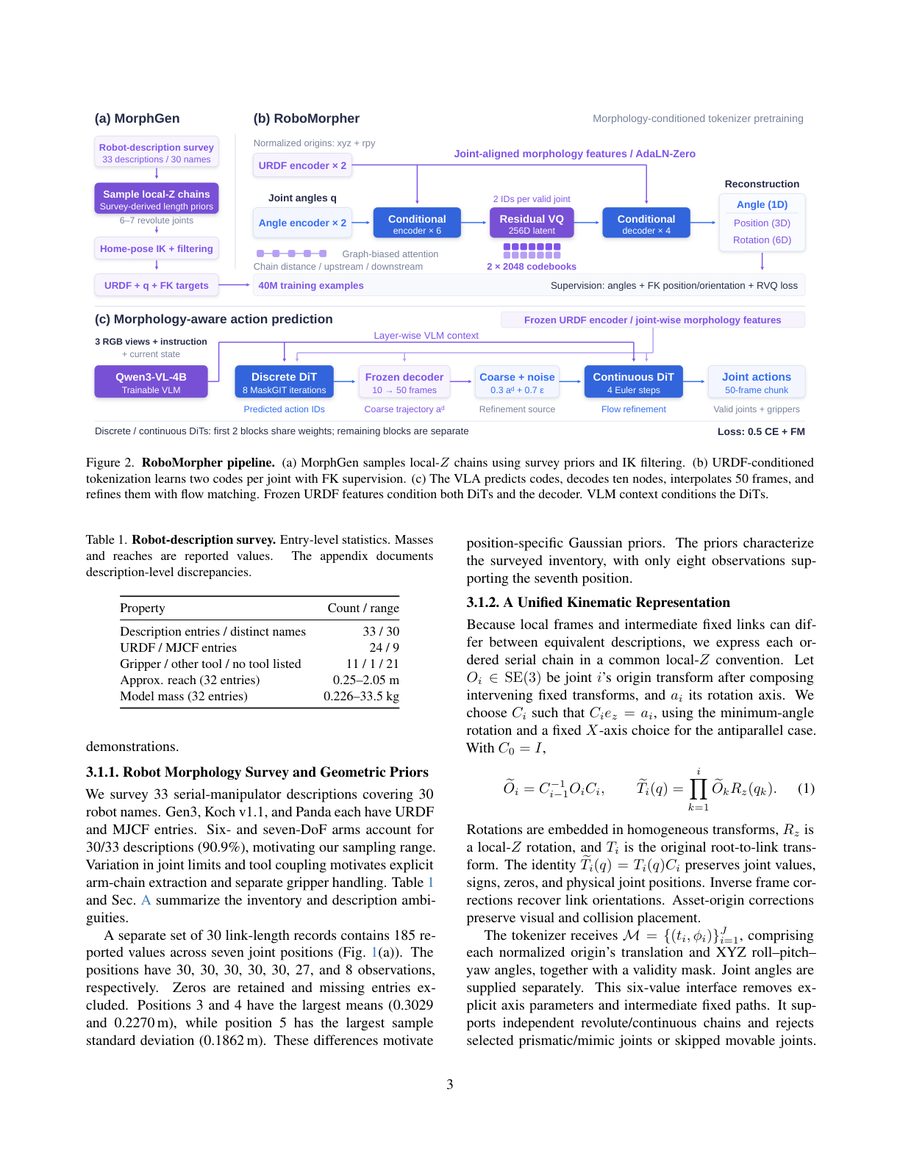 (a) MorphGen
Robot-description survey
33 descriptions / 30 names
Sample local-Z chains
Survey-derived length priors
6–7 revolute joints
Home-pose IK + filtering
URDF + q + FK targets
(b) RoboMorpher
Morphology-conditioned tokenizer pretraining
Normalized origins: xyz + rpy
URDF encoder × 2
Joint-aligned morphology features / AdaLN-Zero
Joint angles q
Angle encoder × 2
Conditional
encoder × 6
2 IDs per valid joint
Residual VQ
256D latent
2 × 2048 codebooks
Conditional
decoder × 4
Reconstruction
Angle (1D)
Position (3D)
Rotation (6D)
Graph-biased attention
Chain distance / upstream / downstream
40M training examples
Supervision: angles + FK position/orientation + RVQ loss
(c) Morphology-aware action prediction
Frozen URDF encoder / joint-wise morphology features
3 RGB views + instruction
+ current state
Layer-wise VLM context
Qwen3-VL-4B
Trainable VLM
Discrete DiT
8 MaskGIT iterations
Predicted action IDs
Frozen decoder
10 → 50 frames
Coarse trajectory aᵈ
Coarse + noise
0.3 aᵈ + 0.7 ε
Refinement source
Continuous DiT
4 Euler steps
Flow refinement
Joint actions
50-frame chunk
Valid joints + grippers
Discrete / continuous DiTs: first 2 blocks share weights; remaining blocks are separate
Loss: 0.5 CE + FM
Figure 2. RoboMorpher pipeline. (a) MorphGen samples local-Z chains using survey priors and IK filtering. (b) URDF-conditioned
tokenization learns two codes per joint with FK supervision. (c) The VLA predicts codes, decodes ten nodes, interpolates 50 frames, and
refines them with flow matching. Frozen URDF features condition both DiTs and the decoder. VLM context conditions the DiTs.
Table 1. Robot-description survey. Entry-level statistics. Masses
and reaches are reported values. The appendix documents
description-level discrepancies.
Property Count / range
Description entries / distinct names 33 / 30
URDF / MJCF entries 24 / 9
Gripper / other tool / no tool listed 11 / 1 / 21
Approx. reach (32 entries) 0.25–2.05 m
Model mass (32 entries) 0.226–33.5 kg
demonstrations.
3.1.1. Robot Morphology Survey and Geometric Priors
We survey 33 serial-manipulator descriptions covering 30
robot names. Gen3, Koch v1.1, and Panda each have URDF
and MJCF entries. Six- and seven-DoF arms account for
30/33 descriptions (90.9%), motivating our sampling range.
Variation in joint limits and tool coupling motivates explicit
arm-chain extraction and separate gripper handling. Table 1
and Sec. A summarize the inventory and description ambi-
guities.
A separate set of 30 link-length records contains 185 re-
ported values across seven joint positions (Fig. 1(a)). The
positions have 30, 30, 30, 30, 30, 27, and 8 observations,
respectively. Zeros are retained and missing entries ex-
cluded. Positions 3 and 4 have the largest means (0.3029
and 0.2270 m), while position 5 has the largest sample
standard deviation (0.1862 m). These differences motivate
position-specific Gaussian priors. The priors characterize
the surveyed inventory, with only eight observations sup-
porting the seventh position.
3.1.2. A Unified Kinematic Representation
Because local frames and intermediate fixed links can dif-
fer between equivalent descriptions, we express each or-
dered serial chain in a common local-Z convention. Let
Oᵢ ∈ SE(3) be joint i's origin transform after composing
intervening fixed transforms, and aᵢ its rotation axis. We
choose Cᵢ such that Cᵢe_z = aᵢ, using the minimum-angle
rotation and a fixed X-axis choice for the antiparallel case.
With C₀ = I,
Õᵢ = C⁻¹ᵢ₋₁OᵢCᵢ, T̃ᵢ(q) = ∏ᵢₖ₌₁ ÕₖR_z(qₖ). (1)
Rotations are embedded in homogeneous transforms, R_z is
a local-Z rotation, and Tᵢ is the original root-to-link trans-
form. The identity T̃ᵢ(q) = Tᵢ(q)Cᵢ preserves joint values,
signs, zeros, and physical joint positions. Inverse frame cor-
rections recover link orientations. Asset-origin corrections
preserve visual and collision placement.
The tokenizer receives M = {(tᵢ, ϕᵢ)}ᴶᵢ₌₁, comprising
each normalized origin's translation and XYZ roll–pitch–
yaw angles, together with a validity mask. Joint angles are
supplied separately. This six-value interface removes ex-
plicit axis parameters and intermediate fixed paths. It sup-
ports independent revolute/continuous chains and rejects
selected prismatic/mimic joints or skipped movable joints.
3